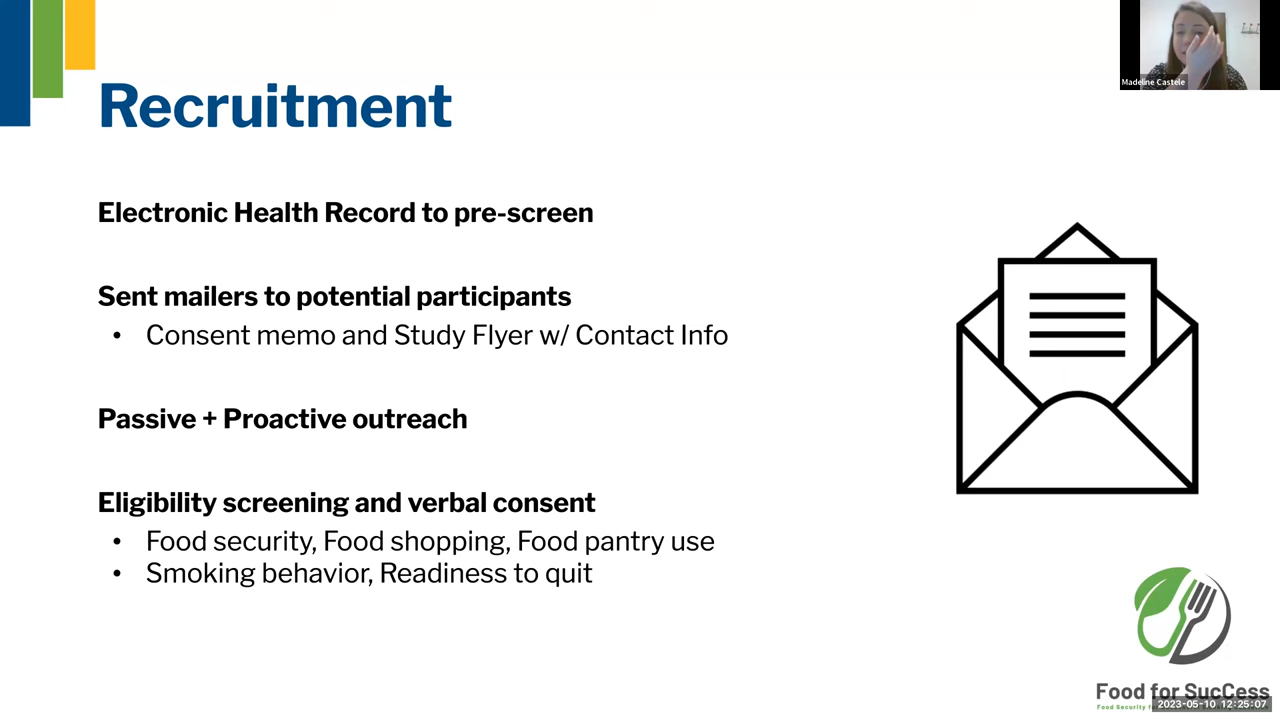 Recruitment
Madeline Castele
Electronic Health Record to pre-screen
Sent mailers to potential participants
• Consent memo and Study Flyer w/ Contact Info
Passive + Proactive outreach
Eligibility screening and verbal consent
• Food security, Food shopping, Food pantry use
• Smoking behavior, Readiness to quit
Food for SucCess
Food Security
2023-05-10 12:25:07